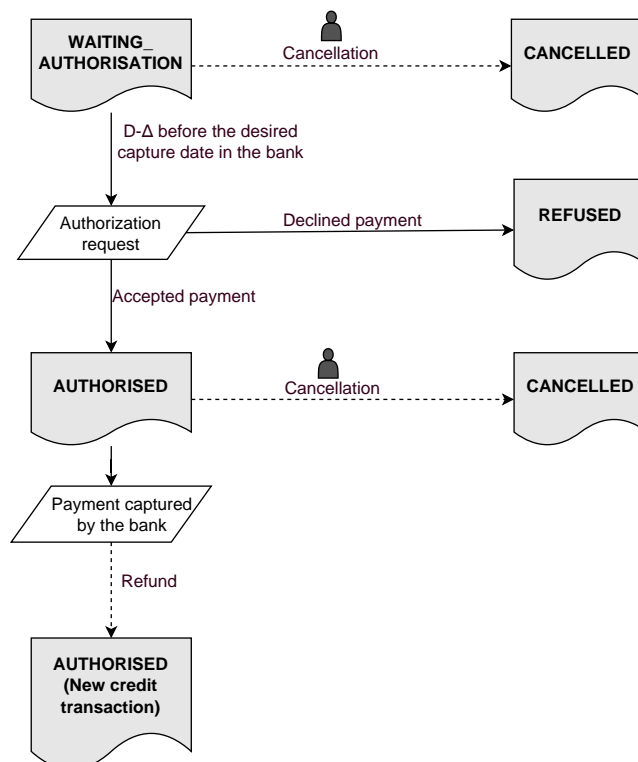 WAITING_
AUTHORISATION
Cancellation
CANCELLED
D-Δ before the desired
capture date in the bank
Authorization
request
Declined payment
REFUSED
Accepted payment
AUTHORISED
Cancellation
CANCELLED
Payment captured
by the bank
Refund
AUTHORISED
(New credit
transaction)